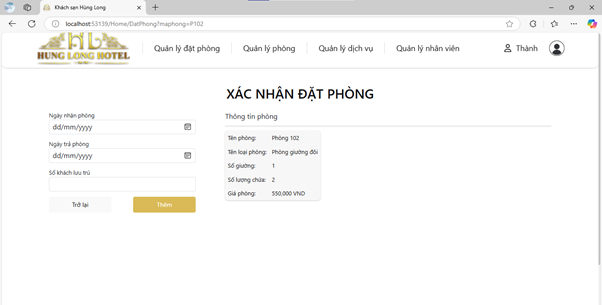 Khách sạn Hùng Long
localhost:53139/Home/DatPhong?maphong=P102
HL
HUNG LONG HOTEL
Quản lý đặt phòng
Quản lý phòng
Quản lý dịch vụ
Quản lý nhân viên
Thành
XÁC NHẬN ĐẶT PHÒNG
Ngày nhận phòng
dd/mm/yyyy
Ngày trả phòng
dd/mm/yyyy
Số khách lưu trú
Trở lại
Thêm
Thông tin phòng
Tên phòng: Phòng 102
Tên loại phòng: Phòng giường đôi
Số giường: 1
Số lượng chứa: 2
Giá phòng: 550,000 VND